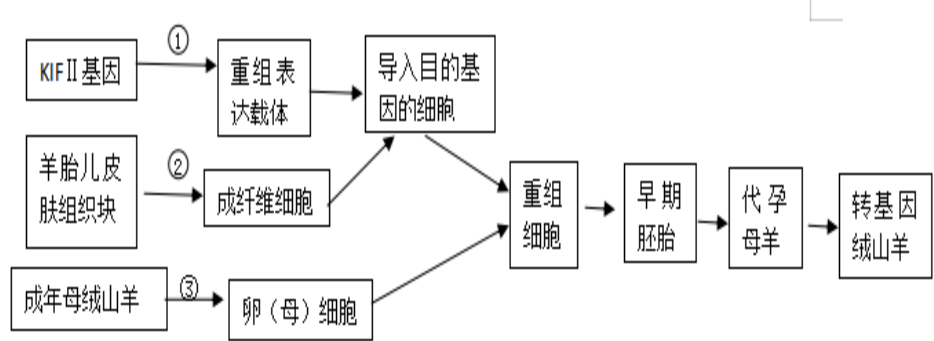 KIFⅡ基因
①
重组表
达载体
导入目的基
因的细胞
羊胎儿皮
肤组织块
②
成纤维细胞
成年母绒山羊
③
卵（母）细胞
重组
细胞
早期
胚胎
代孕
母羊
转基因
绒山羊